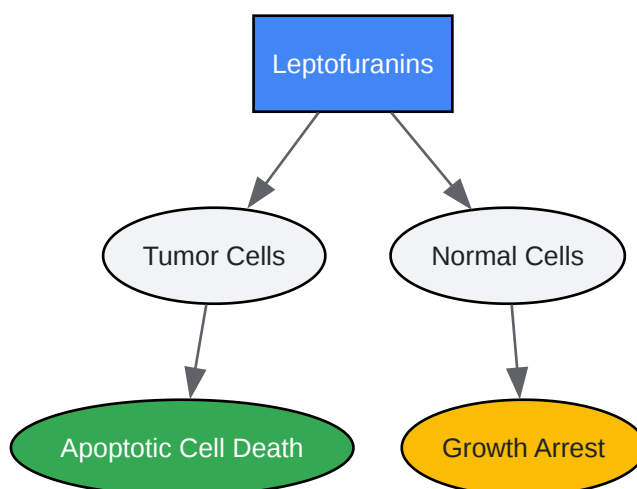 Leptofuranins
Tumor Cells
Normal Cells
Apoptotic Cell Death
Growth Arrest